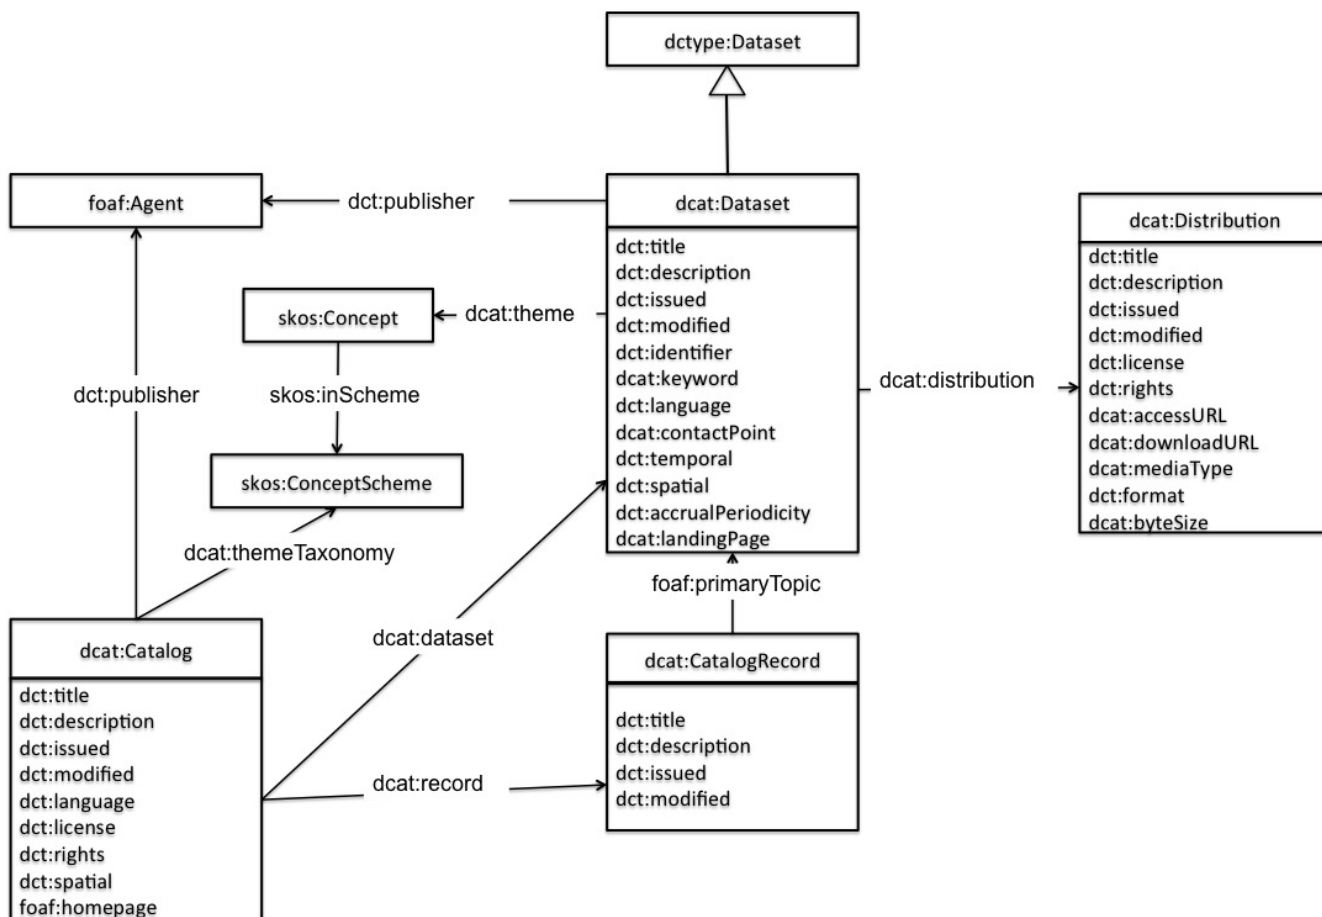 dctype:Dataset
foaf:Agent
dct:publisher
dcat:Dataset
dct:title
dct:description
dct:issued
dct:modified
dct:identifier
dcat:keyword
dct:language
dcat:contactPoint
dct:temporal
dct:spatial
dct:accrualPeriodicity
dcat:landingPage
dcat:Distribution
dct:title
dct:description
dct:issued
dct:modified
dct:license
dct:rights
dcat:accessURL
dcat:downloadURL
dcat:mediaType
dct:format
dcat:byteSize
skos:Concept
dcat:theme
dcat:distribution
dct:publisher
skos:inScheme
skos:ConceptScheme
dcat:themeTaxonomy
foaf:primaryTopic
dcat:dataset
dcat:Catalog
dct:title
dct:description
dct:issued
dct:modified
dct:language
dct:license
dct:rights
dct:spatial
foaf:homepage
dcat:record
dcat:CatalogRecord
dct:title
dct:description
dct:issued
dct:modified